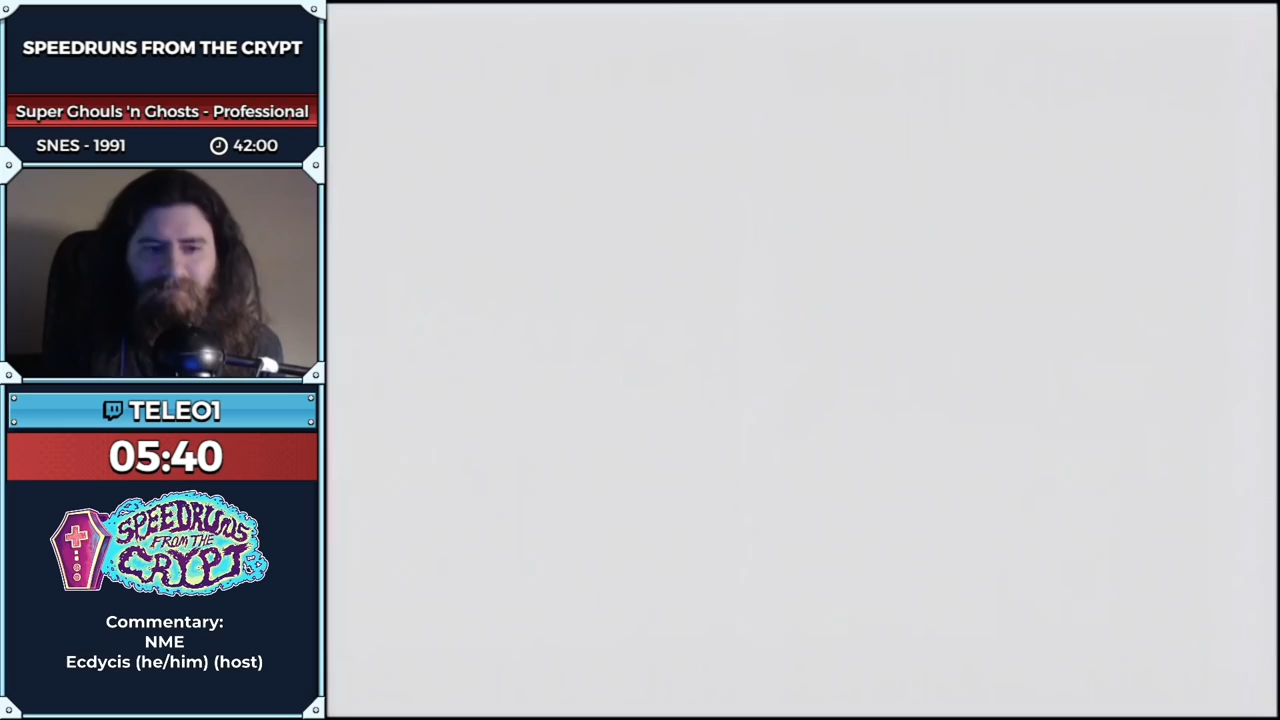 SPEEDRUNS FROM THE CRYPT
Super Ghouls 'n Ghosts - Professional
SNES - 1991
42:00
TELEO1
05:40
SPEEDRUNS
FROM THE
CRYPT
Commentary:
NME
Ecdycis (he/him) (host)